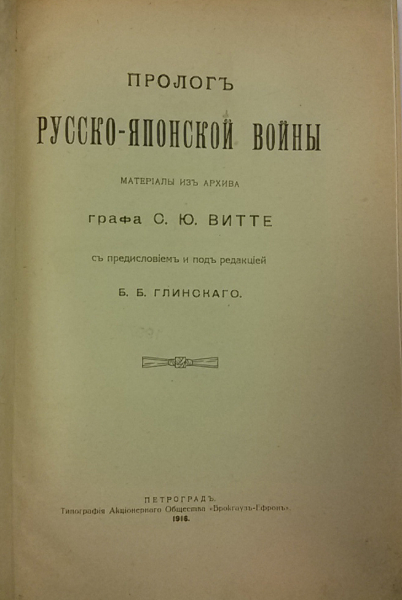 ПРОЛОГЪ
РУССКО-ЯПОНСКОЙ ВОЙНЫ
МАТЕРІАЛЫ ИЗЪ АРХИВА
графа С. Ю. ВИТТЕ
съ предисловіемъ и подъ редакціей
Б. Б. ГЛИНСКАГО.
ПЕТРОГРАДЪ.
Типографія Акціонернаго Общества «Брокгаузъ-Ефронъ».
1916.